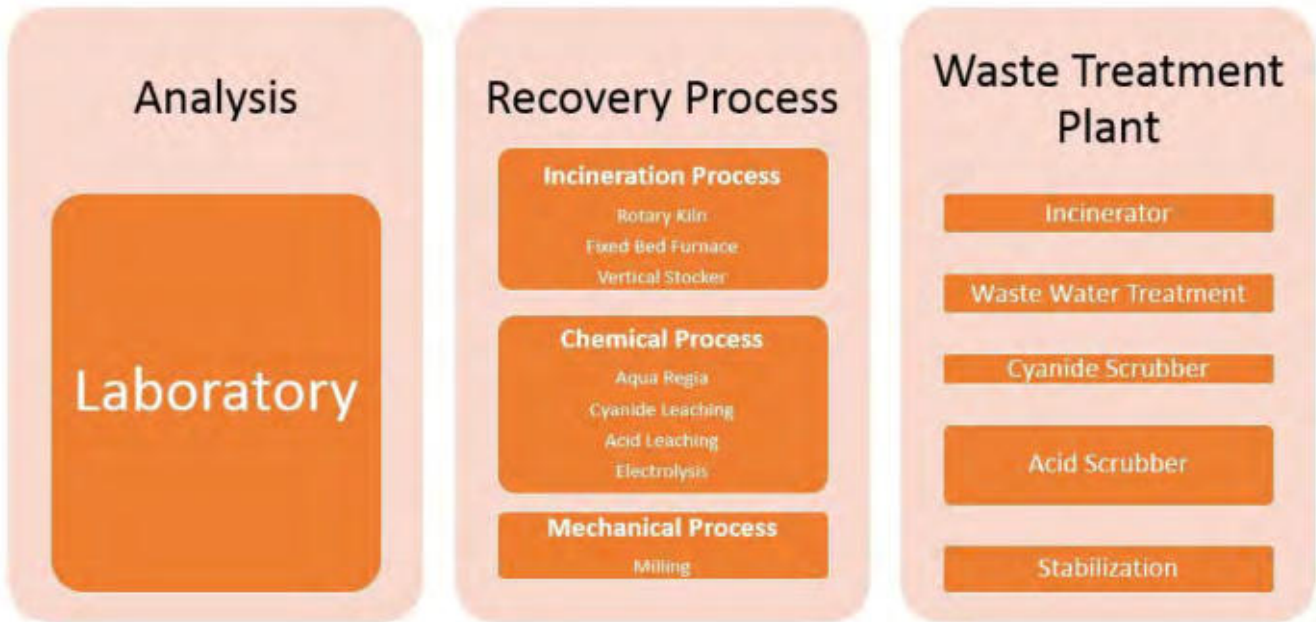 Analysis
Laboratory
Recovery Process
Incineration Process
Rotary Kiln
Fixed Bed Furnace
Vertical Stocker
Chemical Process
Aqua Regia
Cyanide Leaching
Acid Leaching
Electrolysis
Mechanical Process
Milling
Waste Treatment
Plant
Incinerator
Waste Water Treatment
Cyanide Scrubber
Acid Scrubber
Stabilization